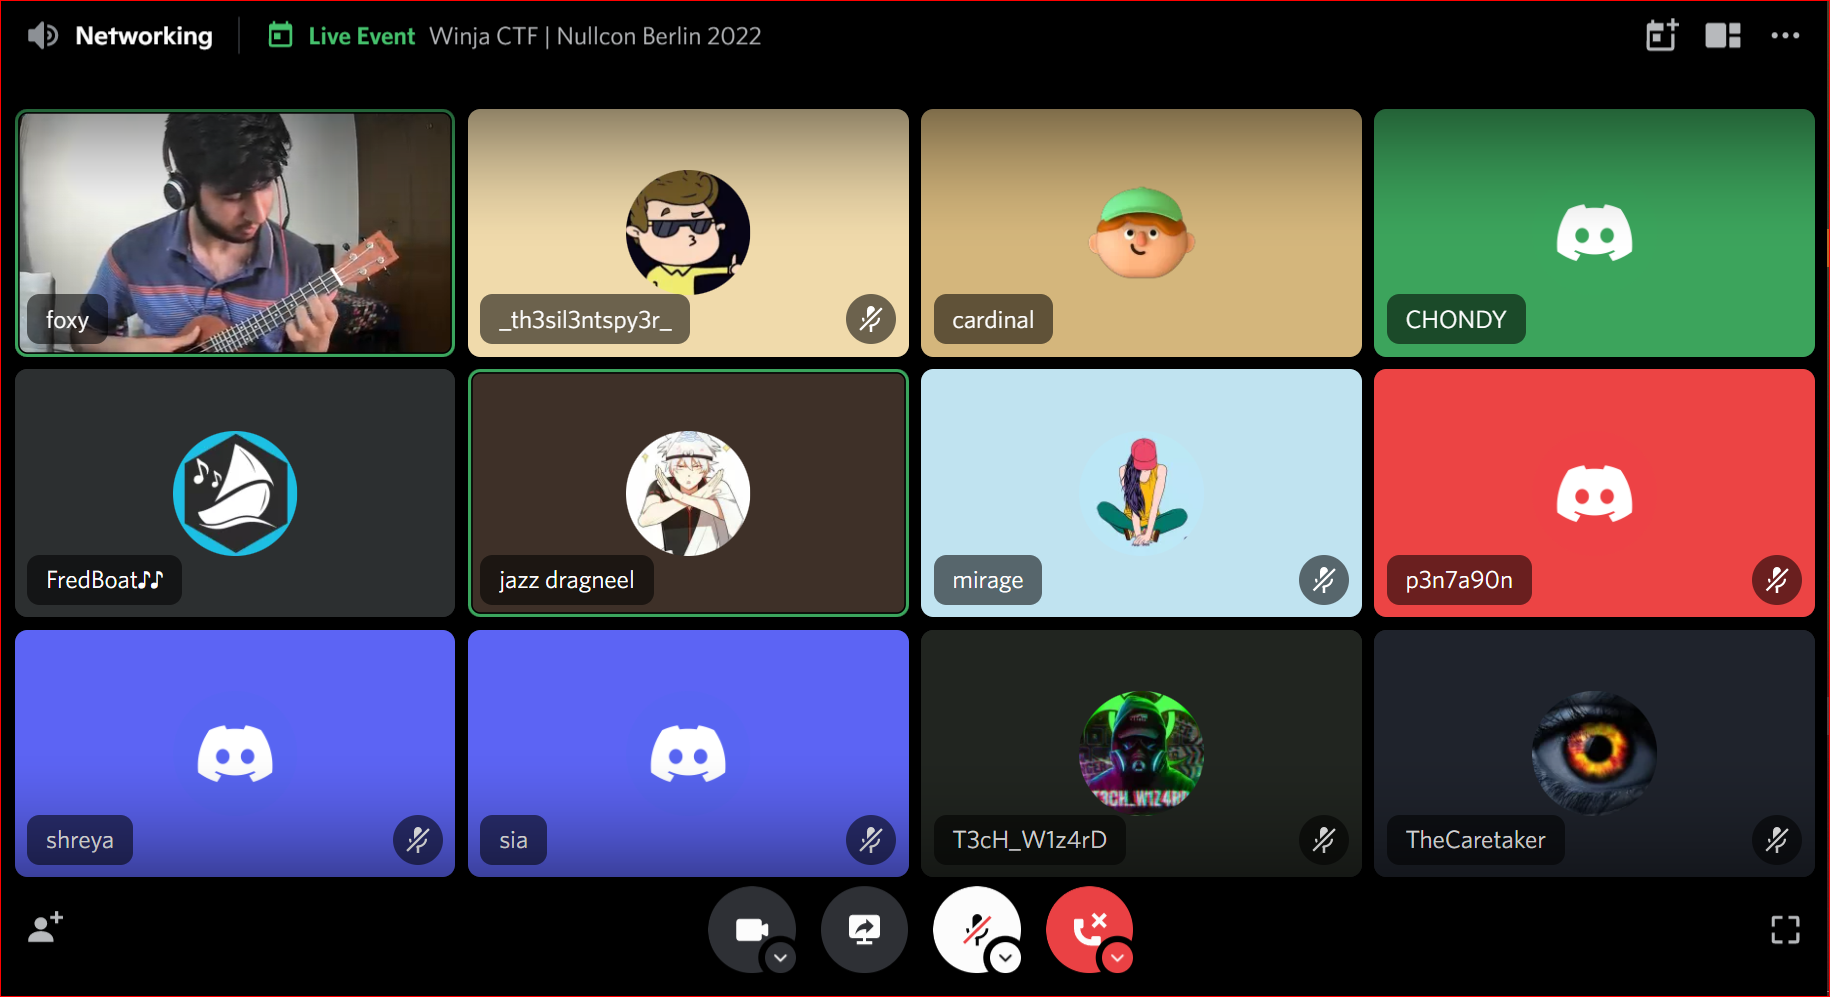 Networking
Live Event Winja CTF | Nullcon Berlin 2022
foxy
_th3sil3ntspy3r_
cardinal
CHONDY
FredBoat♪♪
jazz dragneel
mirage
p3n7a90n
shreya
sia
T3CH_W1Z4RD
T3cH_W1z4rD
TheCaretaker